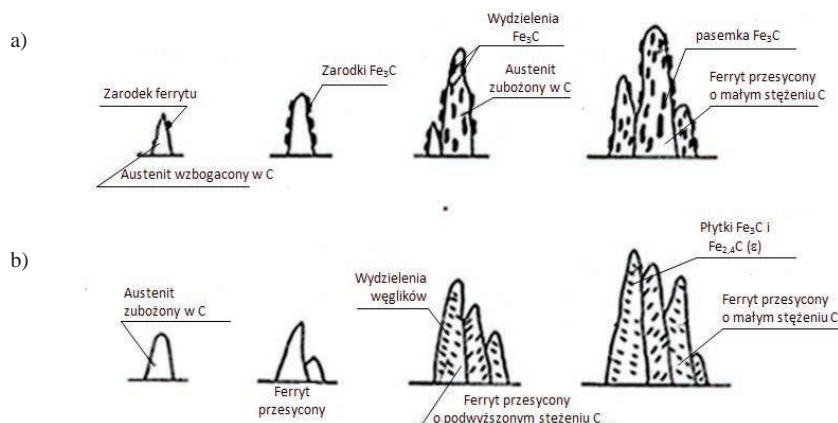 a)
Zarodek ferrytu
Austenit wzbogacony w C
Zarodki Fe₃C
Wydzielenia
Fe₃C
Austenit
zubożony w C
pasemka Fe₃C
Ferryt przesycony
o małym stężeniu C
b)
Austenit
zubożony w C
Ferryt
przesycony
Wydzielenia
węglików
Ferryt przesycony
o podwyższonym stężeniu C
Płytki Fe₃C i
Fe₂,₄C (ε)
Ferryt przesycony
o małym stężeniu C